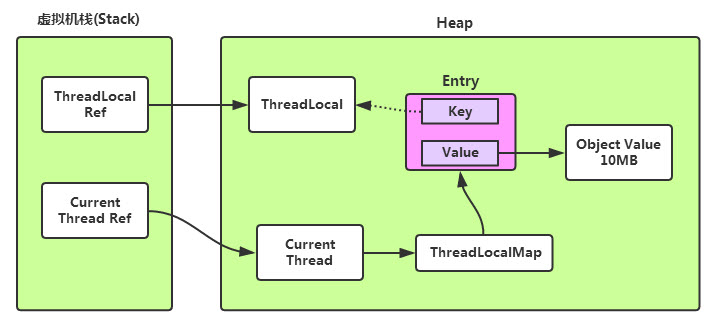 虚拟机栈(Stack)
Heap
ThreadLocal
Ref
ThreadLocal
Entry
Key
Value
Object Value
10MB
Current
Thread Ref
Current
Thread
ThreadLocalMap